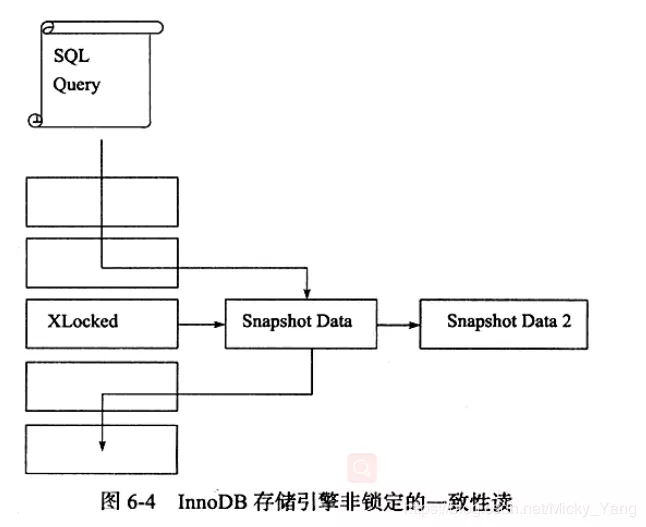 SQL
Query
XLocked
Snapshot Data
Snapshot Data 2
图 6-4 InnoDB 存储引擎非锁定的一致性读
https://blog.csdn.net/Micky_Yang